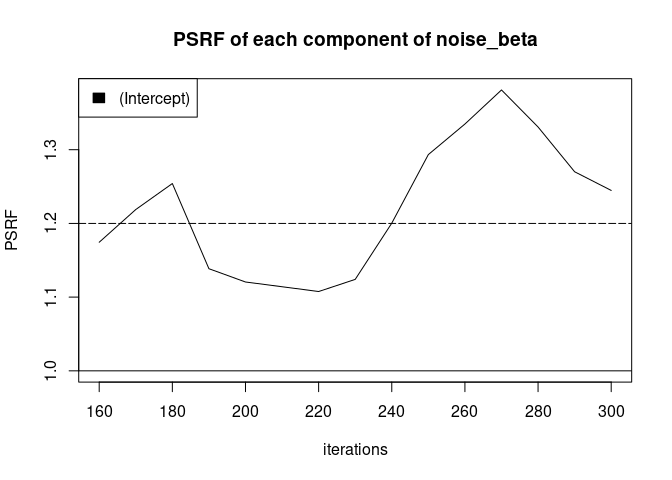 PSRF of each component of noise_beta
(Intercept)
PSRF
1.3
1.2
1.1
1.0
160 180 200 220 240 260 280 300
iterations